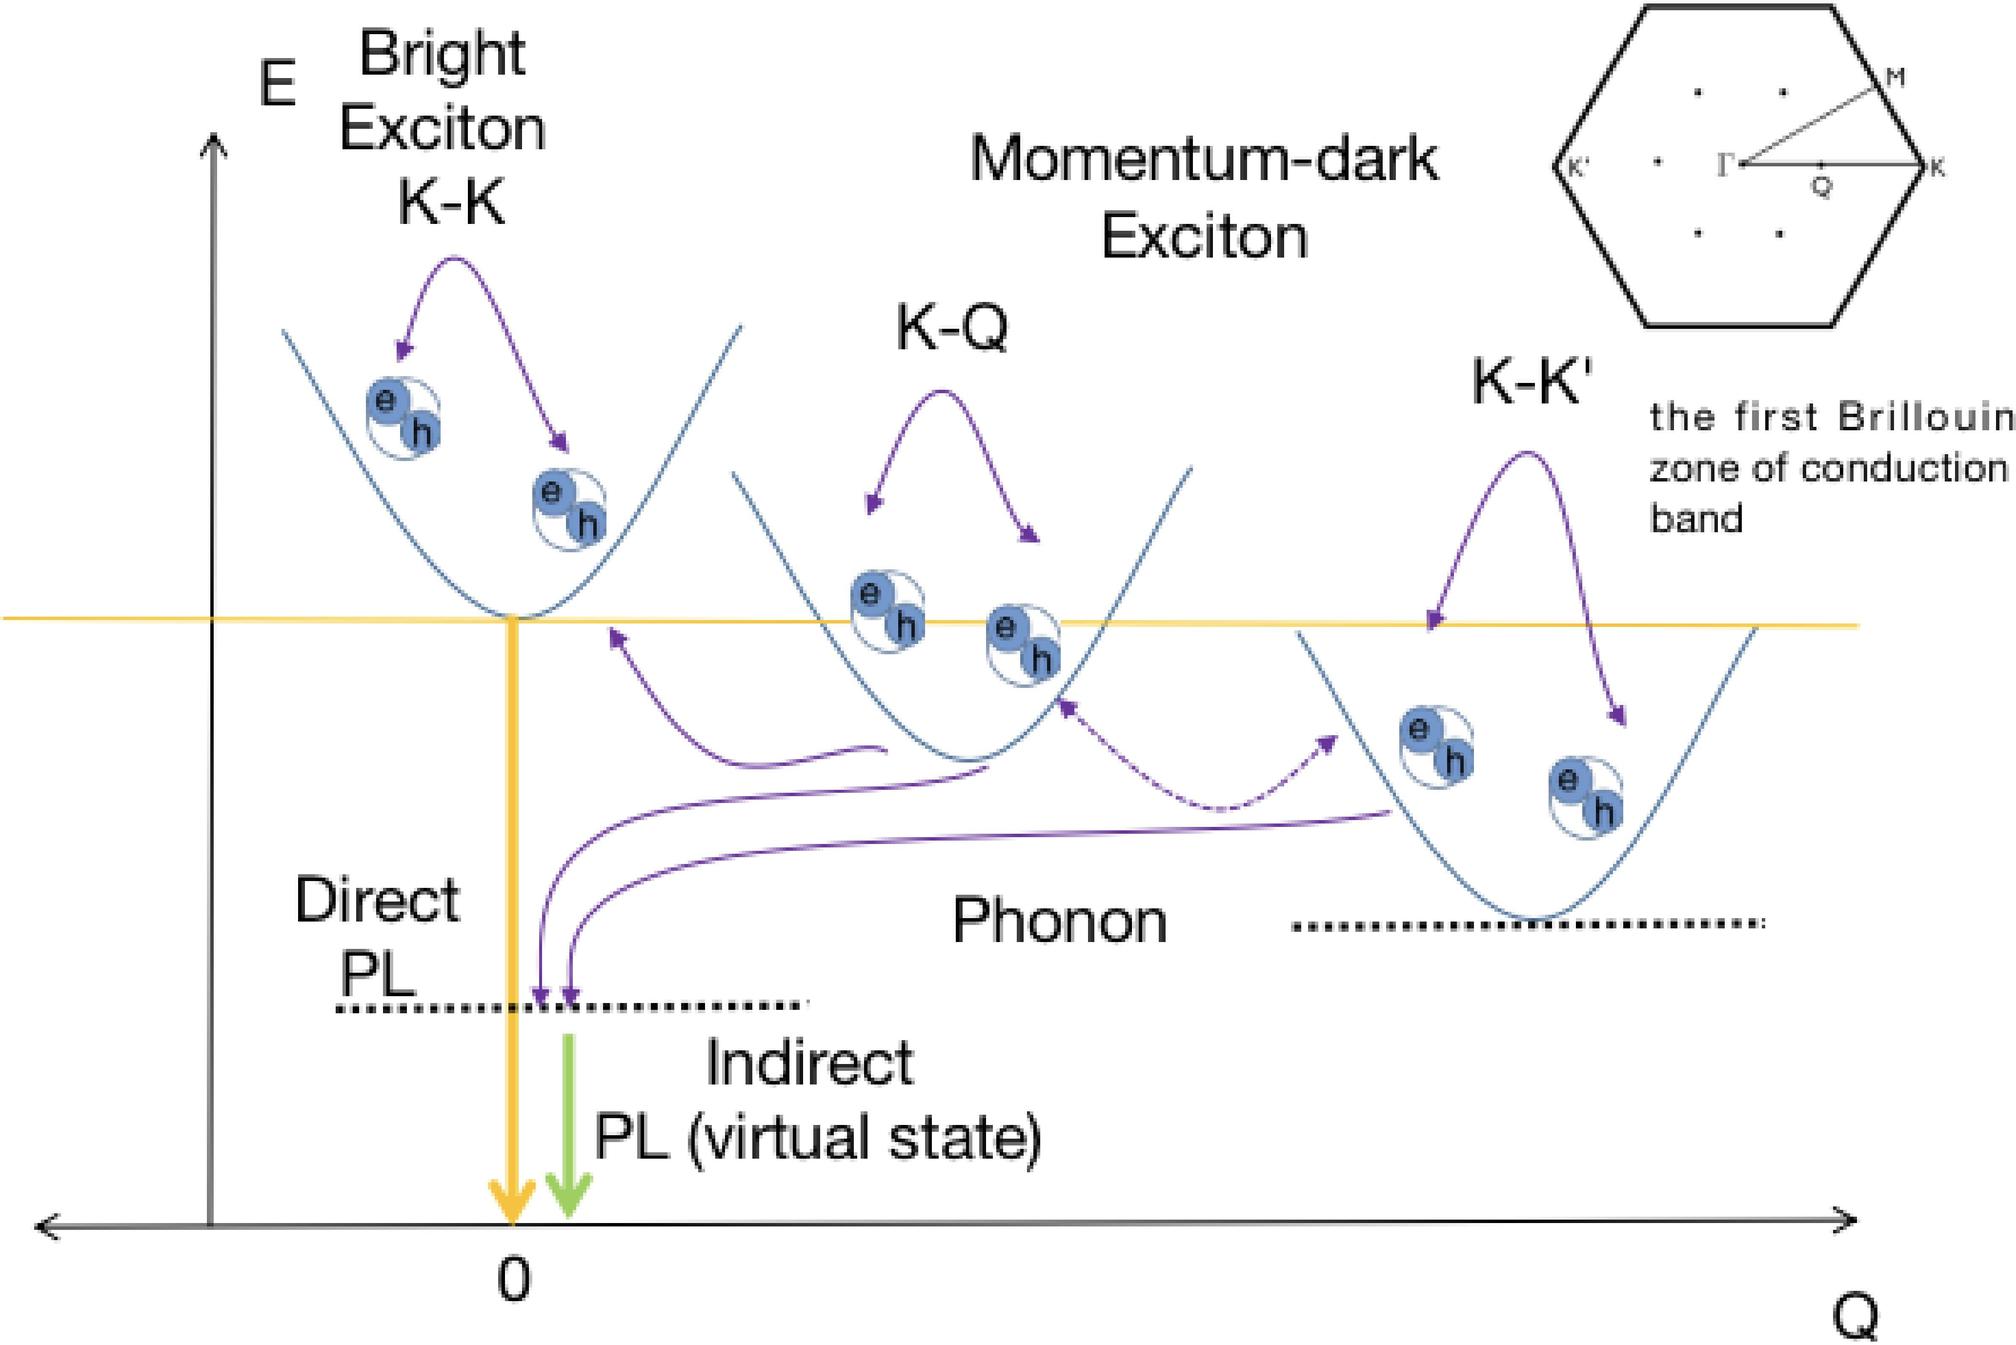 E
Bright
Exciton
K-K
Momentum-dark
Exciton
K-Q
K-K'
M
K'
Γ
Q
K
the first Brillouin
zone of conduction
band
e
h
e
h
e
h
e
h
e
h
e
h
Direct
PL
Phonon
Indirect
PL (virtual state)
0
Q